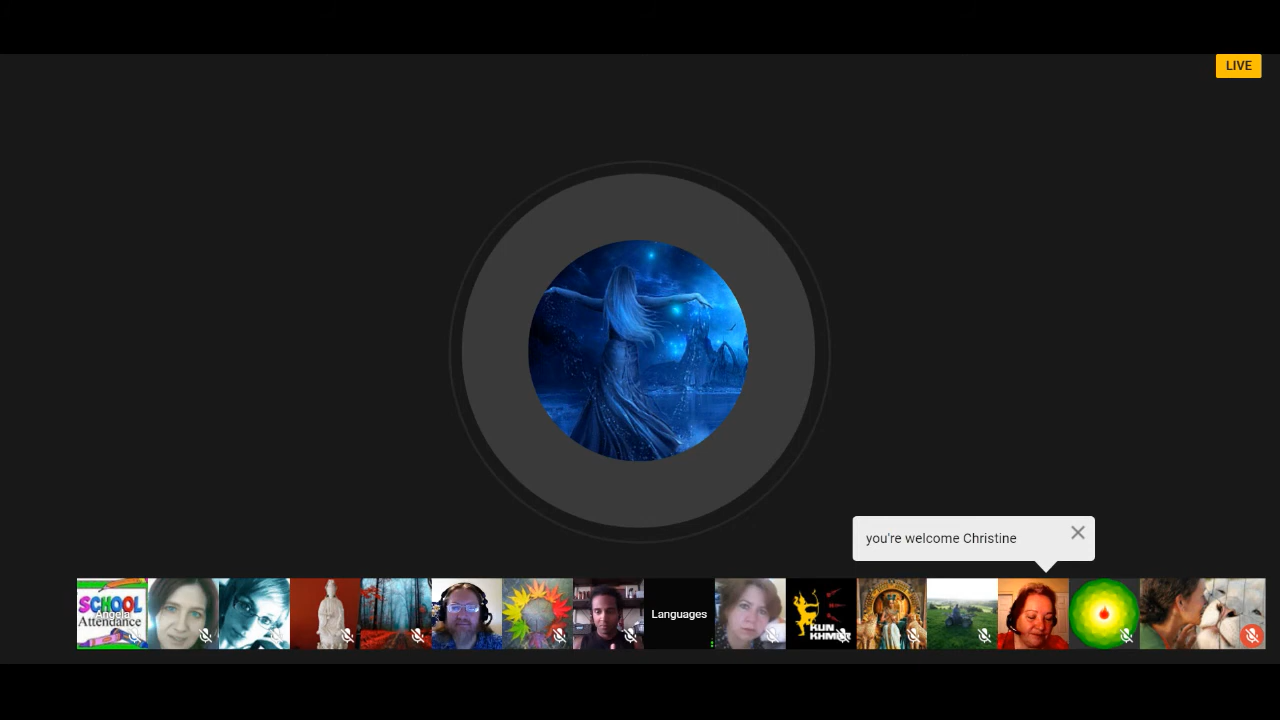 LIVE
you're welcome Christine
SCHOOL
Angela
Attendance
Languages
KUN
KHMER